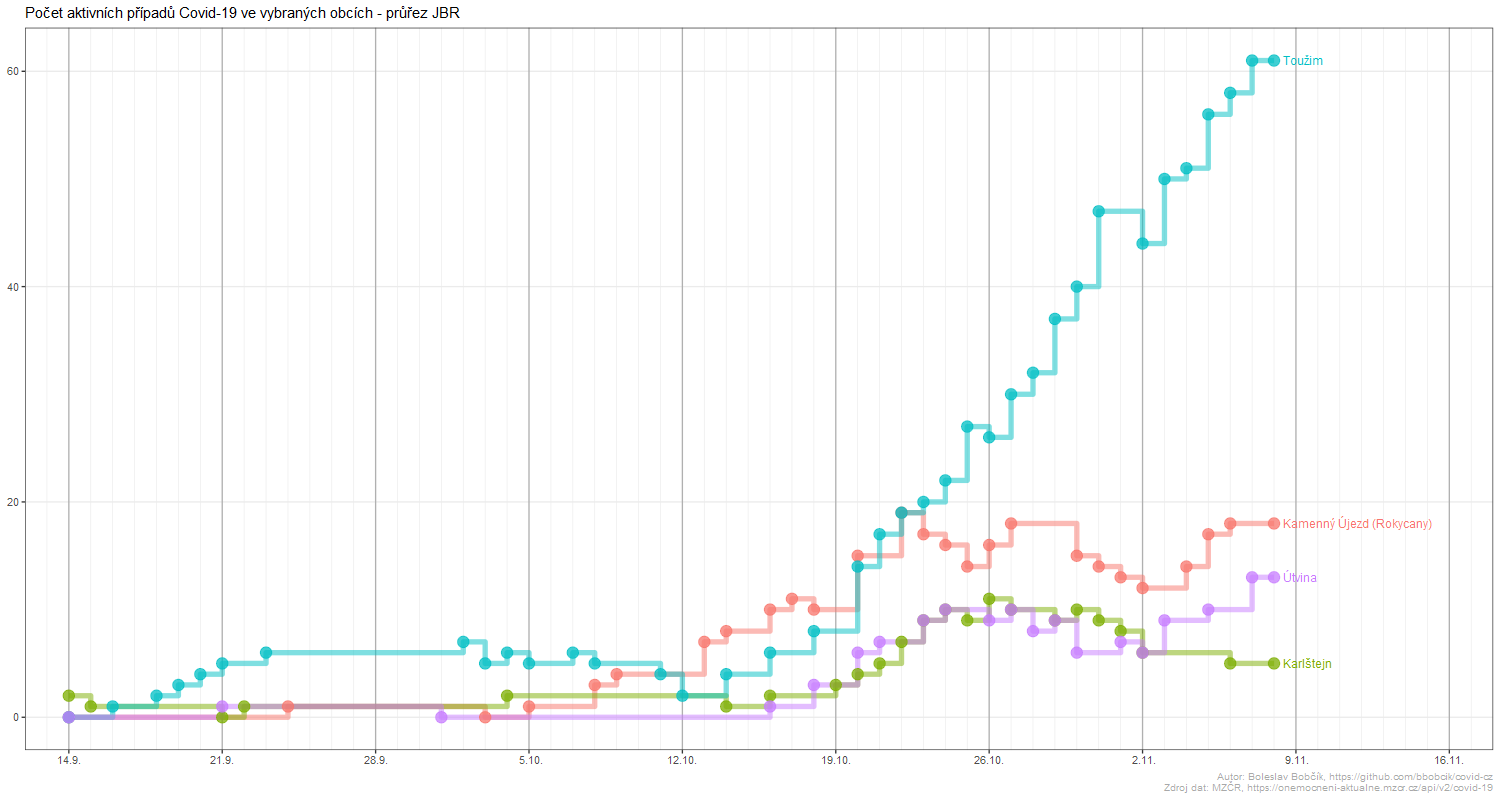 Počet aktivních případů Covid-19 ve vybraných obcích - průřez JBR
60
40
20
0
Toužim
Kamenný Újezd (Rokycany)
Útvina
Karlštejn
14.9.
21.9.
28.9.
5.10.
12.10.
19.10.
26.10.
2.11.
9.11.
16.11.
Autor: Boleslav Bobčík, https://github.com/bbobcik/covid-cz
Zdroj dat: MZČR, https://onemocneni-aktualne.mzcr.cz/api/v2/covid-19